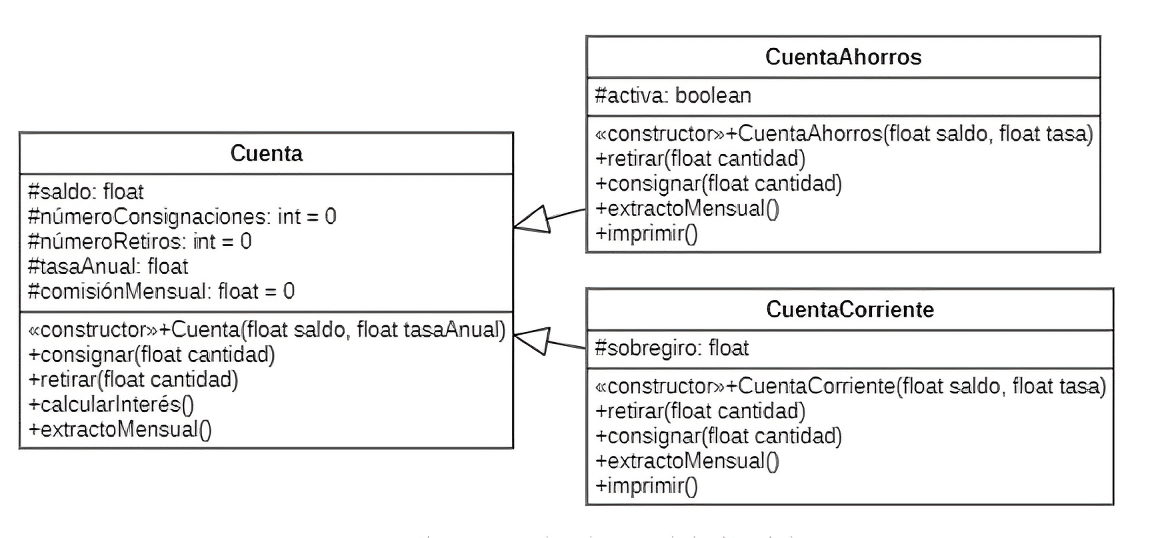 Cuenta
#saldo: float
#númeroConsignaciones: int = 0
#númeroRetiros: int = 0
#tasaAnual: float
#comisiónMensual: float = 0
«constructor»+Cuenta(float saldo, float tasaAnual)
+consignar(float cantidad)
+retirar(float cantidad)
+calcularInterés()
+extractoMensual()
CuentaAhorros
#activa: boolean
«constructor»+CuentaAhorros(float saldo, float tasa)
+retirar(float cantidad)
+consignar(float cantidad)
+extractoMensual()
+imprimir()
CuentaCorriente
#sobregiro: float
«constructor»+CuentaCorriente(float saldo, float tasa)
+retirar(float cantidad)
+consignar(float cantidad)
+extractoMensual()
+imprimir()